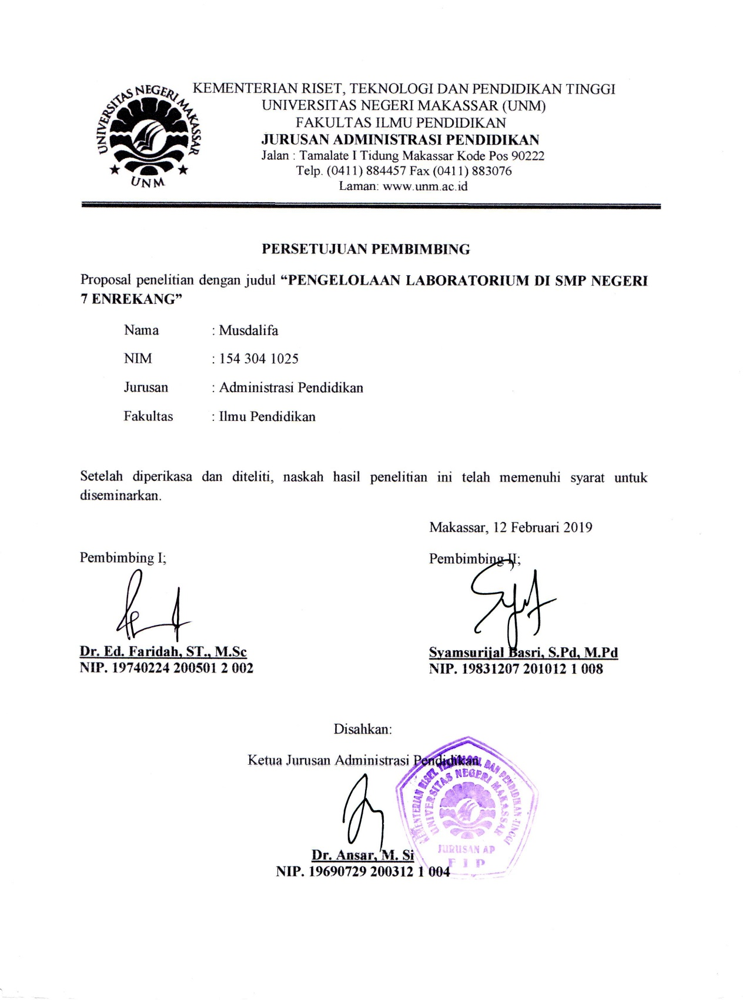 UNIVERSITAS NEGERI MAKASSAR
UNM
KEMENTERIAN RISET, TEKNOLOGI DAN PENDIDIKAN TINGGI
UNIVERSITAS NEGERI MAKASSAR (UNM)
FAKULTAS ILMU PENDIDIKAN
JURUSAN ADMINISTRASI PENDIDIKAN
Jalan : Tamalate I Tidung Makassar Kode Pos 90222
Telp. (0411) 884457 Fax (0411) 883076
Laman: www.unm.ac.id
PERSETUJUAN PEMBIMBING
Proposal penelitian dengan judul “PENGELOLAAN LABORATORIUM DI SMP NEGERI
7 ENREKANG”
Nama : Musdalifa
NIM : 154 304 1025
Jurusan : Administrasi Pendidikan
Fakultas : Ilmu Pendidikan
Setelah diperikasa dan diteliti, naskah hasil penelitian ini telah memenuhi syarat untuk
diseminarkan.
Makassar, 12 Februari 2019
Pembimbing I; Pembimbing II;
Dr. Ed. Faridah, ST., M.Sc Syamsurijal Basri, S.Pd, M.Pd
NIP. 19740224 200501 2 002 NIP. 19831207 201012 1 008
Disahkan:
Ketua Jurusan Administrasi Pendidikan
KEMENTERIAN RISET, TEKNOLOGI, DAN PENDIDIKAN TINGGI
UNIVERSITAS NEGERI MAKASSAR
JURUSAN AP
F I P
Dr. Ansar, M. Si
NIP. 19690729 200312 1 004